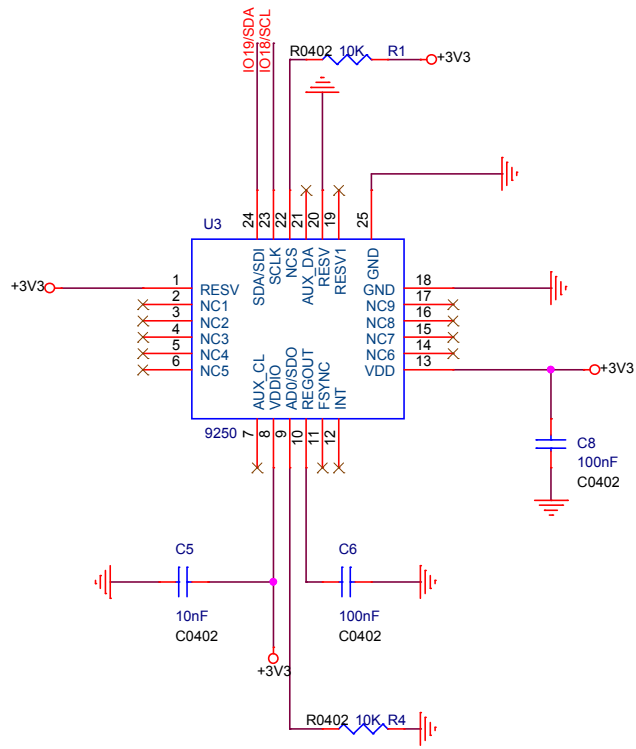 IO19/SDA
IO18/SCL
R0402 10K R1
+3V3
U3
24 23 22 21 20 19 25
SDA/SDI
SCLK
NCS
AUX_DA
RESV
RESV1
GND
+3V3
1 RESV
2 NC1
3 NC2
4 NC3
5 NC4
6 NC5
GND 18
NC9 17
NC8 16
NC7 15
NC6 14
VDD 13
+3V3
AUX_CL
VDDIO
AD0/SDO
REGOUT
FSYNC
INT
9250
7 8 9 10 11 12
C8
100nF
C0402
C5
10nF
C0402
C6
100nF
C0402
+3V3
R0402 10K R4